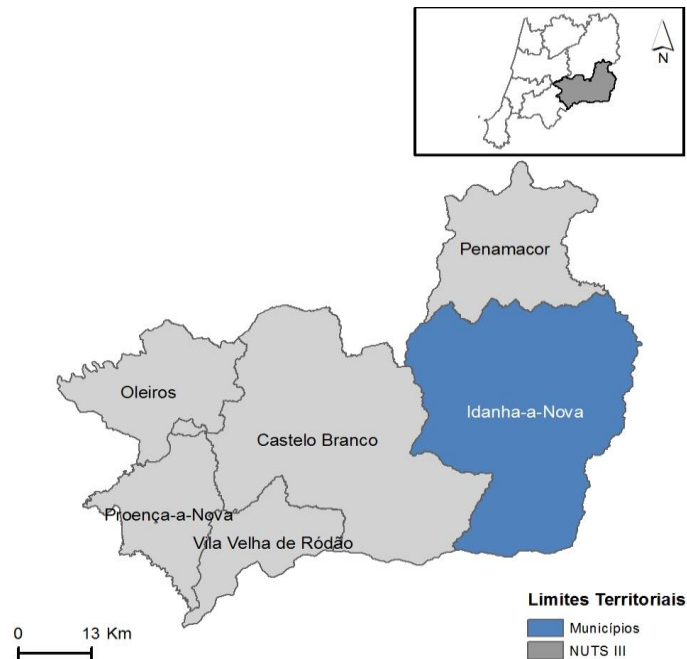 N
Penamacor
Oleiros
Idanha-a-Nova
Castelo Branco
Proença-a-Nova
Vila Velha de Ródão
Limites Territoriais
Municípios
NUTS III
0 13 Km